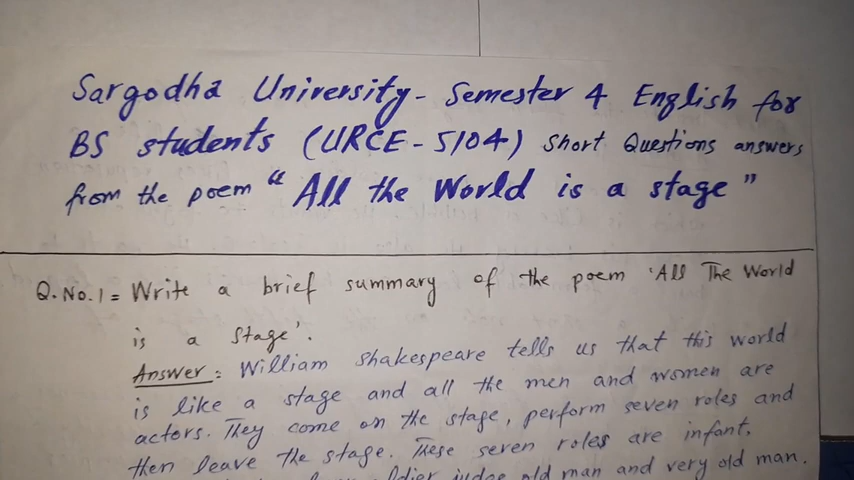 Sargodha University - Semester 4 English for
BS students (URCE - 5104) Short Questions answers
from the poem "All the World is a stage"
Q. No. 1 = Write a brief summary of the poem 'All The World
is a stage'.
Answer : William Shakespeare tells us that this world
is like a stage and all the men and women are
actors. They come on the stage, perform seven roles and
then leave the stage. These seven roles are infant,
judge old man and very old man.